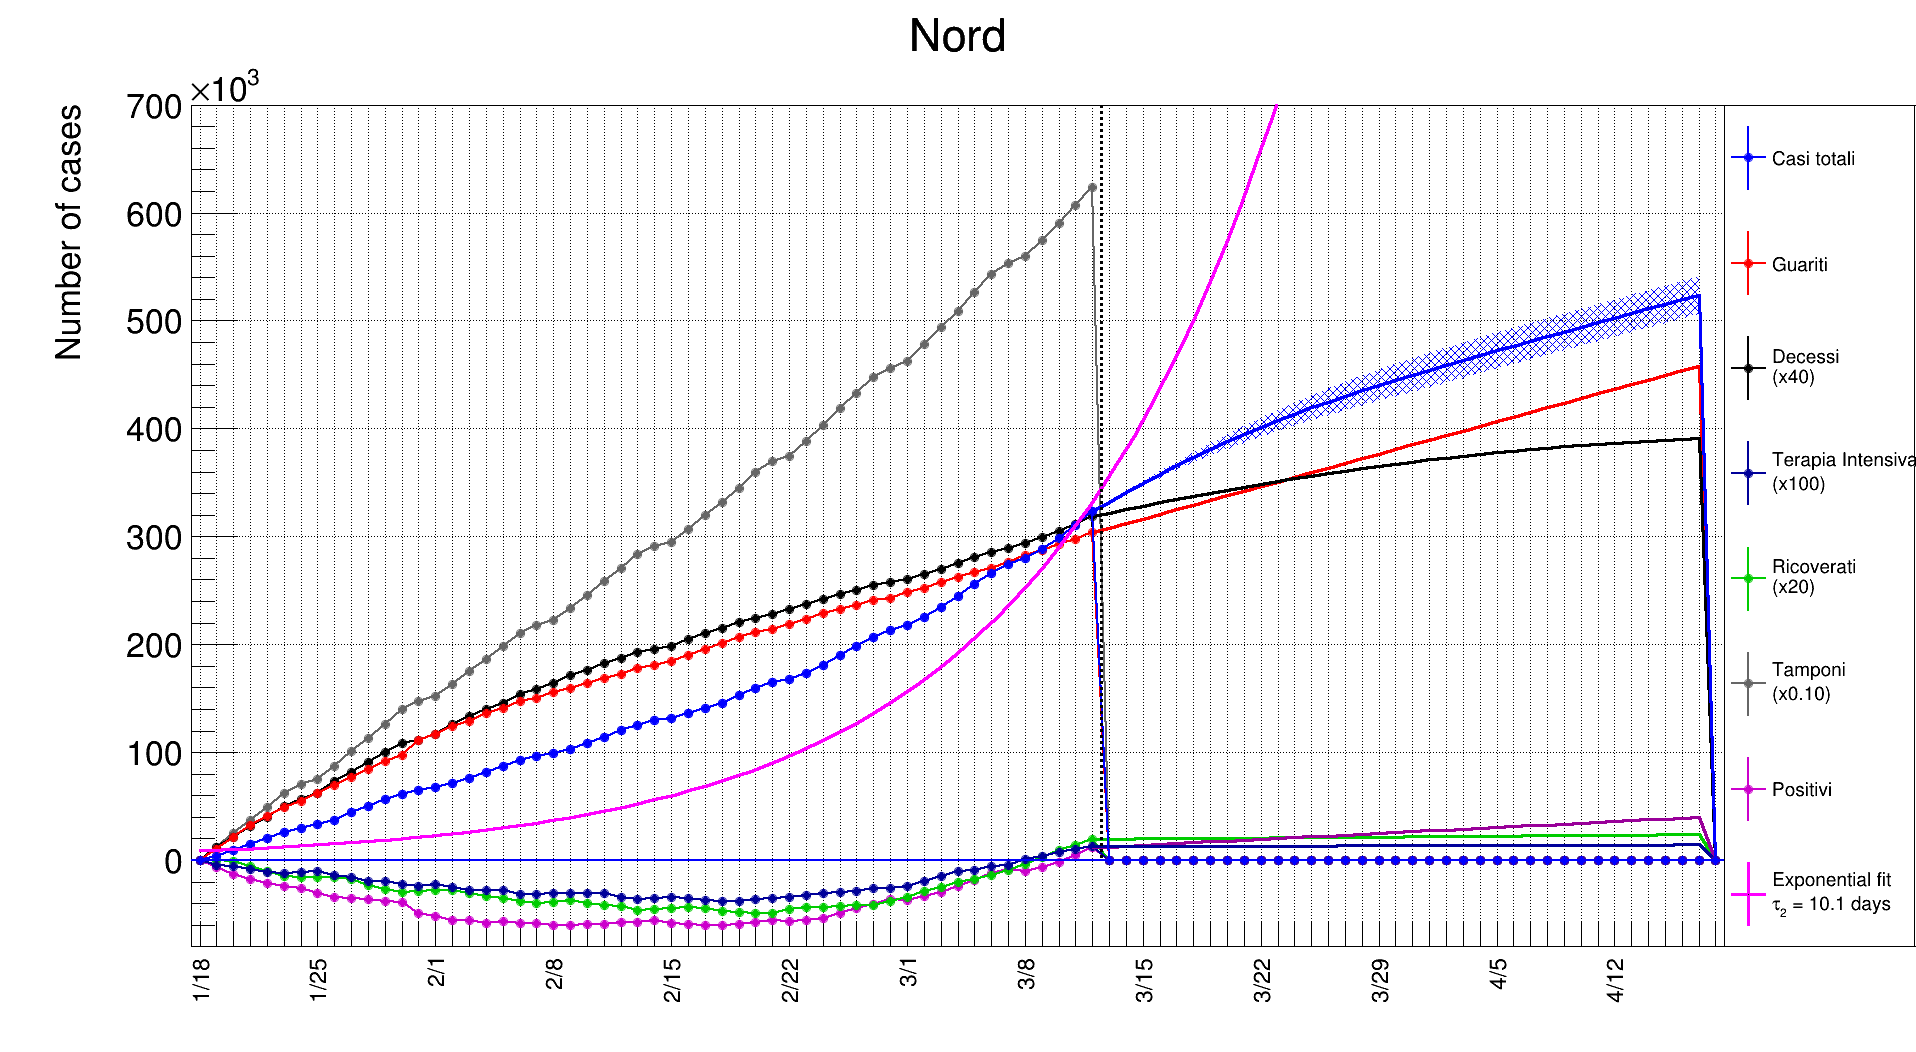 Nord
×10³
Number of cases
700
600
500
400
300
200
100
0
1/18
1/25
2/1
2/8
2/15
2/22
3/1
3/8
3/15
3/22
3/29
4/5
4/12
Casi totali
Guariti
Decessi
(x40)
Terapia Intensiva
(x100)
Ricoverati
(x20)
Tamponi
(x0.10)
Positivi
Exponential fit
τ₂ = 10.1 days